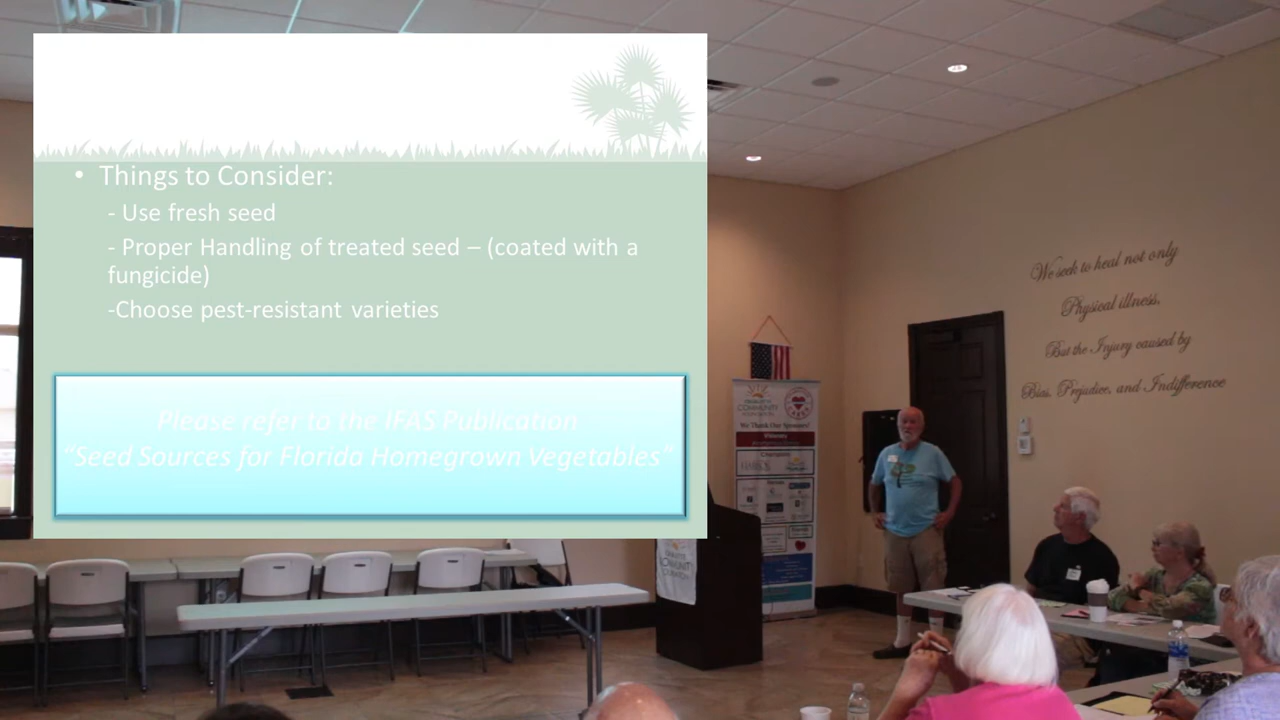 • Things to Consider:
- Use fresh seed
- Proper Handling of treated seed – (coated with a
fungicide)
-Choose pest-resistant varieties
Please refer to the IFAS Publication
"Seed Sources for Florida Homegrown Vegetables"
We seek to heal not only
Physical illness,
But the Injury caused by
Bias, Prejudice, and Indifference
COMMUNITY
We Thank Our Sponsors!